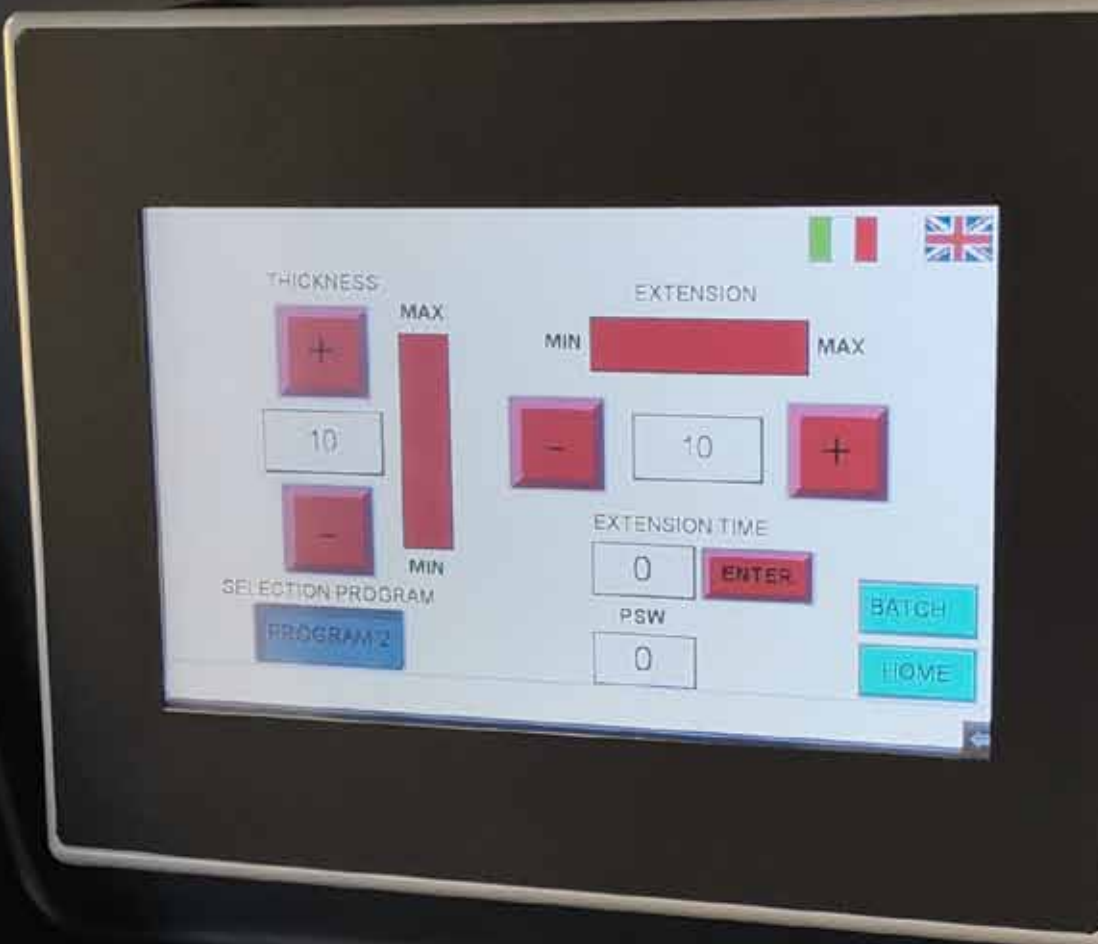 THICKNESS
+
10
-
MAX
MIN
SELECTION PROGRAM
PROGRAM 2
EXTENSION
MIN
MAX
-
10
+
EXTENSION TIME
0
ENTER
PSW
0
BATCH
HOME